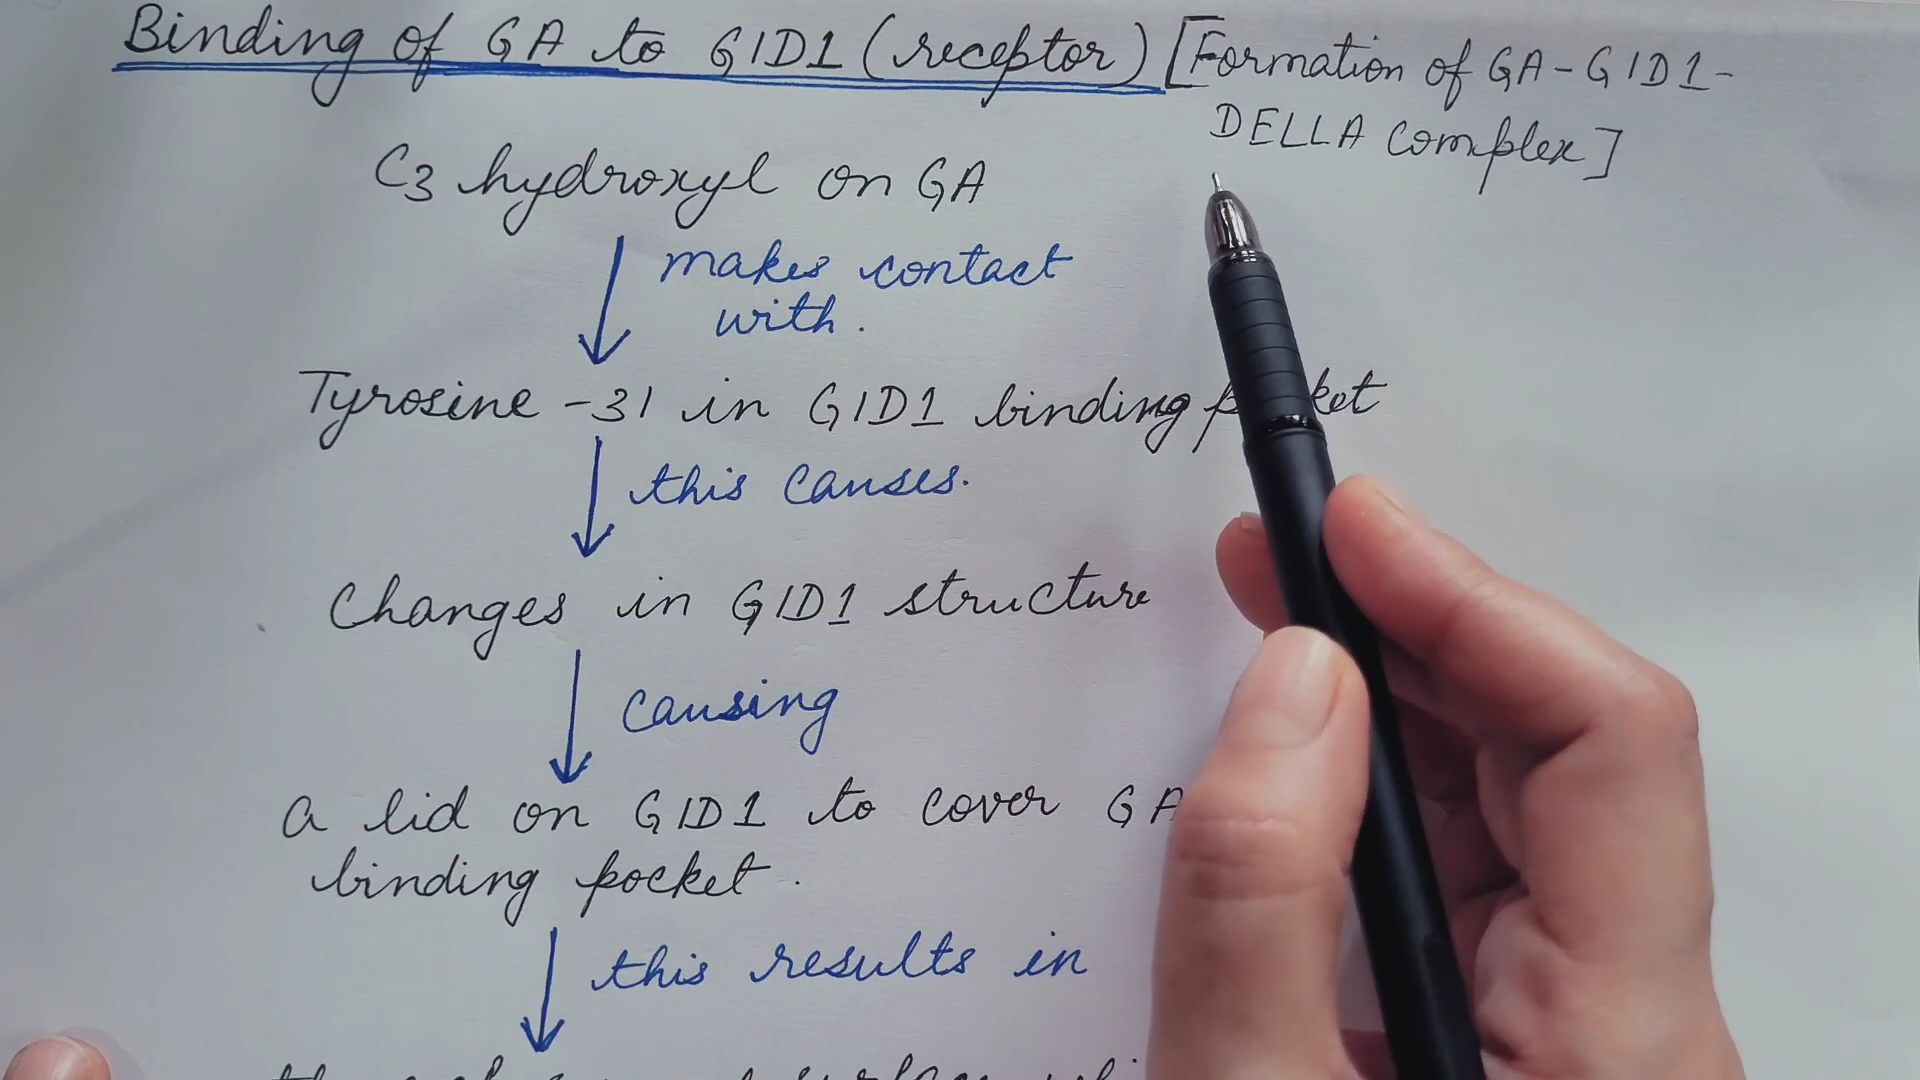 Binding of GA to GID1 (receptor) [Formation of GA-GID1-
DELLA complex]
C3 hydroxyl on GA
makes contact
with.
Tyrosine -31 in GID1 binding
this causes.
Changes in GID1 structure
causing
a lid on GID1 to cover GA
binding pocket.
this results in